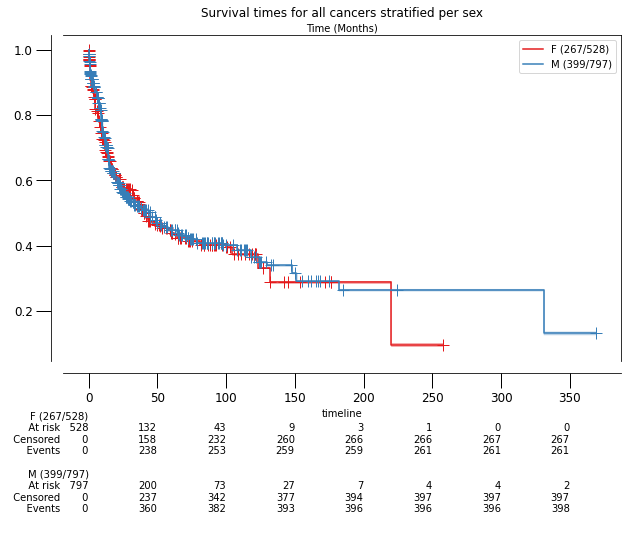 Survival times for all cancers stratified per sex
Time (Months)
F (267/528)
M (399/797)
1.0
0.8
0.6
0.4
0.2
0 50 100 150 200 250 300 350
timeline
F (267/528)
At risk 528 132 43 9 3 1 0 0
Censored 0 158 232 260 266 266 267 267
Events 0 238 253 259 259 261 261 261
M (399/797)
At risk 797 200 73 27 7 4 4 2
Censored 0 237 342 377 394 397 397 397
Events 0 360 382 393 396 396 396 398